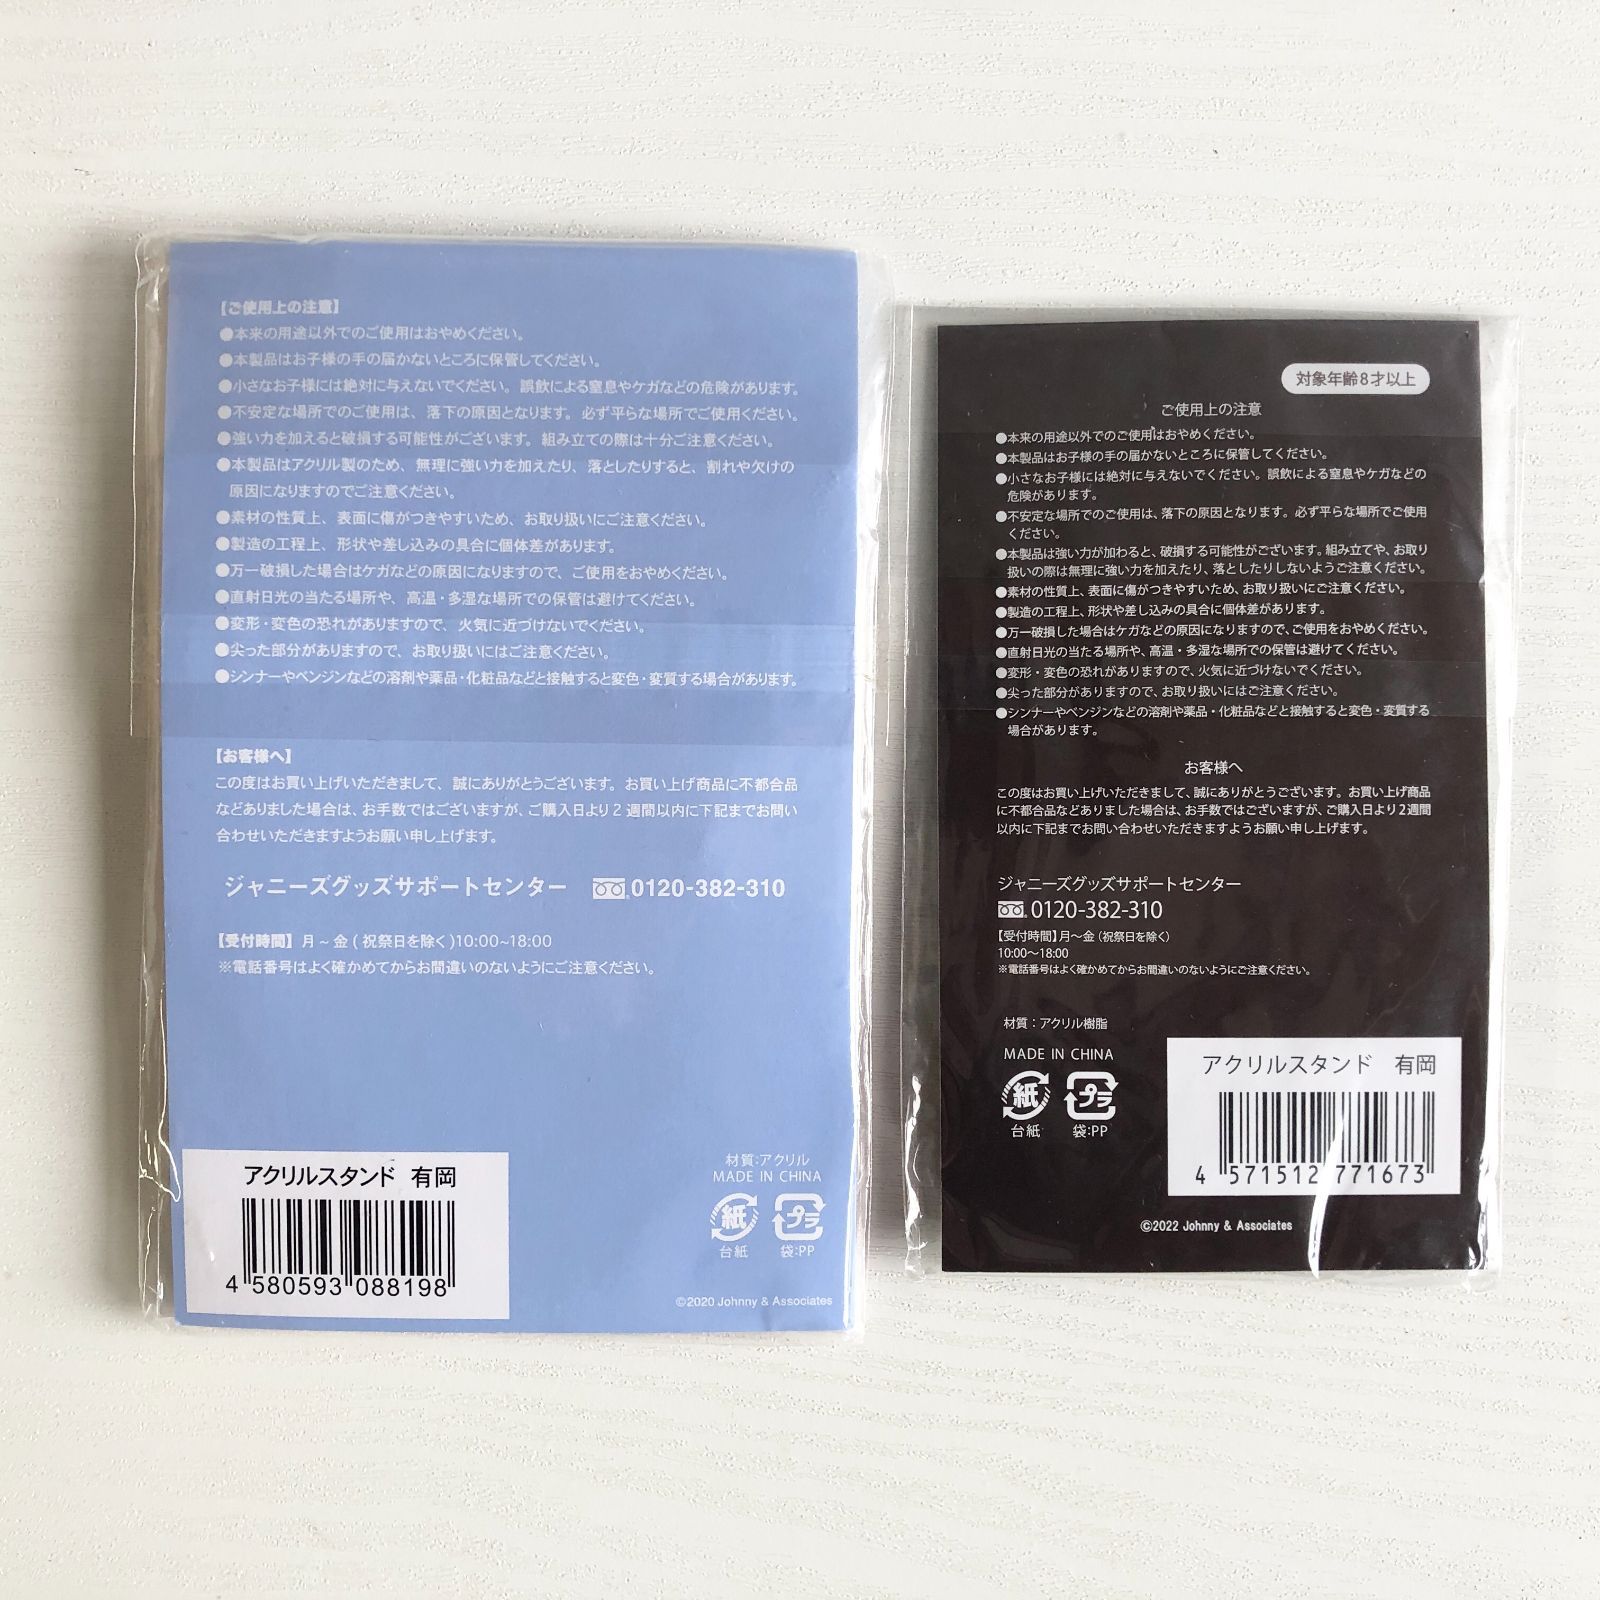 【ご使用上の注意】
●本来の用途以外でのご使用はおやめください。
●本製品はお子様の手の届かないところに保管してください。
●小さなお子様には絶対に与えないでください。誤飲による窒息やケガなどの危険があります。
●不安定な場所でのご使用は、落下の原因となります。必ず平らな場所でご使用ください。
●強い力を加えると破損する可能性がございます。組み立ての際は十分ご注意ください。
●本製品はアクリル製のため、無理に強い力を加えたり、落としたりすると、割れや欠けの
原因になりますのでご注意ください。
●素材の性質上、表面に傷がつきやすいため、お取り扱いにご注意ください。
●製造の工程上、形状や差し込みの具合に個体差があります。
●万一破損した場合はケガなどの原因になりますので、ご使用をおやめください。
●直射日光の当たる場所や、高温・多湿な場所での保管は避けてください。
●変形・変色の恐れがありますので、火気に近づけないでください。
●尖った部分がありますので、お取り扱いにはご注意ください。
●シンナーやベンジンなどの溶剤や薬品・化粧品などと接触すると変色・変質する場合があります。
【お客様へ】
この度はお買い上げいただきまして、誠にありがとうございます。お買い上げ商品に不都合品
などありました場合は、お手数ではございますが、ご購入日より2週間以内に下記までお問い
合わせいただきますようお願い申し上げます。
ジャニーズグッズサポートセンター 0120-382-310
【受付時間】月~金(祝祭日を除く)10:00~18:00
※電話番号はよく確かめてからお間違いのないようにご注意ください。
アクリルスタンド 有岡
4 580593 088198
材質:アクリル
MADE IN CHINA
紙 プラ
台紙 袋:PP
©2020 Johnny & Associates
対象年齢8才以上
ご使用上の注意
●本来の用途以外でのご使用はおやめください。
●本製品はお子様の手の届かないところに保管してください。
●小さなお子様には絶対に与えないでください。誤飲による窒息やケガなどの
危険があります。
●不安定な場所でのご使用は、落下の原因となります。必ず平らな場所でご使用
ください。
●本製品は強い力が加わると、破損する可能性がございます。組み立てや、お取り
扱いの際は無理に強い力を加えたり、落としたりしないようご注意ください。
●素材の性質上、表面に傷がつきやすいため、お取り扱いにご注意ください。
●製造の工程上、形状や差し込みの具合に個体差があります。
●万一破損した場合はケガなどの原因になりますので、ご使用をおやめください。
●直射日光の当たる場所や、高温・多湿な場所での保管は避けてください。
●変形・変色の恐れがありますので、火気に近づけないでください。
●尖った部分がありますので、お取り扱いにはご注意ください。
●シンナーやベンジンなどの溶剤や薬品・化粧品などと接触すると変色・変質する
場合があります。
お客様へ
この度はお買い上げいただきまして、誠にありがとうございます。お買い上げ商品
に不都合品などありました場合は、お手数ではございますが、ご購入日より2週間
以内に下記までお問い合わせいただきますようお願い申し上げます。
ジャニーズグッズサポートセンター
0120-382-310
【受付時間】月〜金(祝祭日を除く)
10:00〜18:00
※電話番号はよく確かめてからお間違いのないようにご注意ください。
材質:アクリル樹脂
MADE IN CHINA
紙 プラ
台紙 袋:PP
アクリルスタンド 有岡
4 571512 771673
©2022 Johnny & Associates